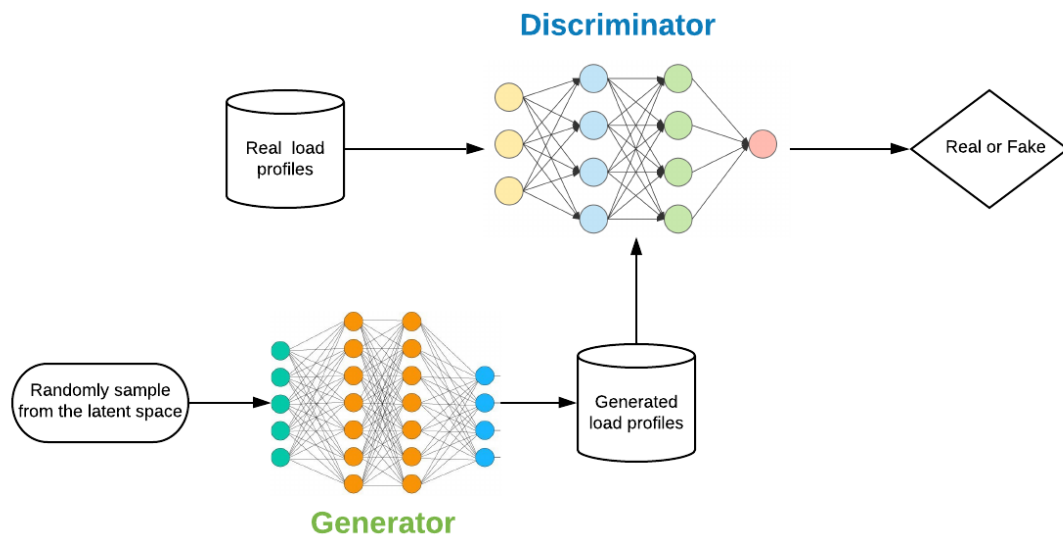 Discriminator
Real load
profiles
Real or Fake
Randomly sample
from the latent space
Generated
load profiles
Generator